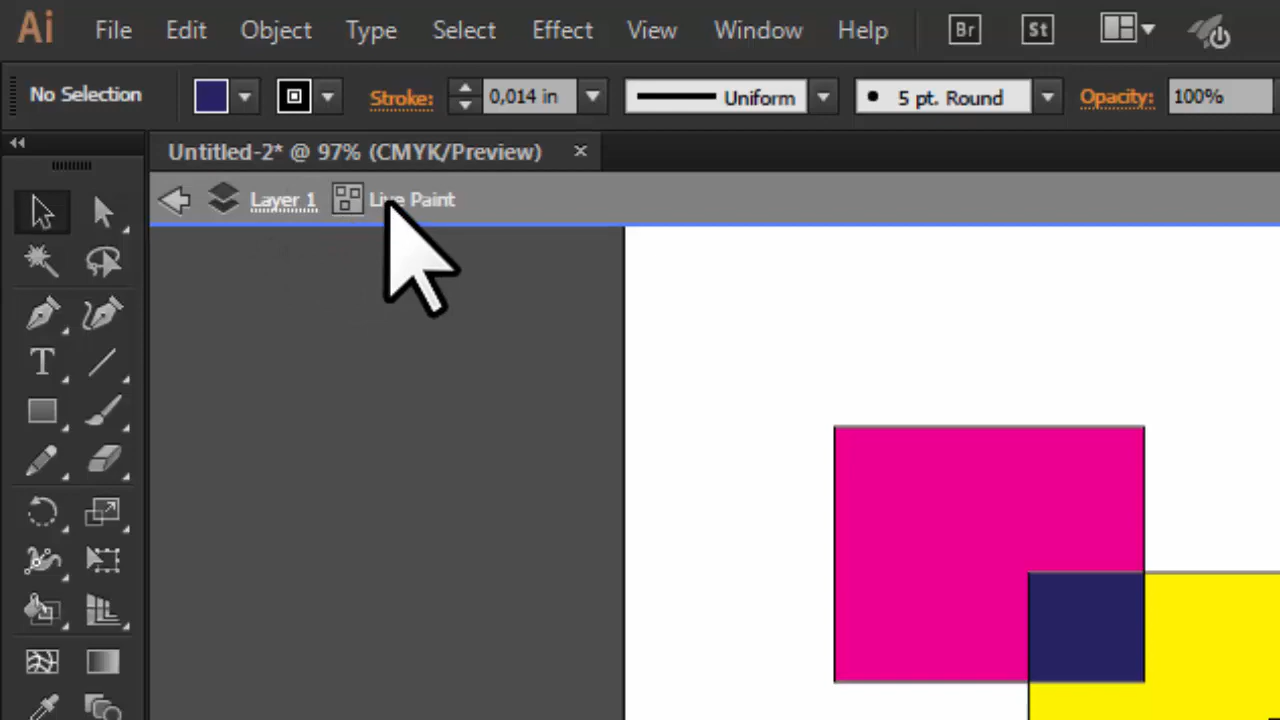 Ai File Edit Object Type Select Effect View Window Help Br St
No Selection Stroke: 0,014 in Uniform 5 pt. Round Opacity: 100%
Untitled-2* @ 97% (CMYK/Preview) ×
Layer 1 Live Paint
T